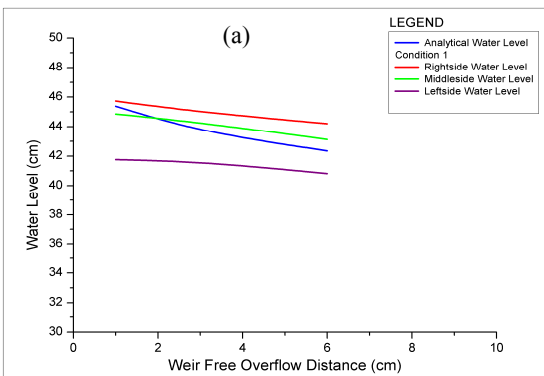 (a)
LEGEND
Analytical Water Level
Condition 1
Rightside Water Level
Middleside Water Level
Leftside Water Level
50
48
46
44
42
40
38
36
34
32
30
Water Level (cm)
0 2 4 6 8 10
Weir Free Overflow Distance (cm)